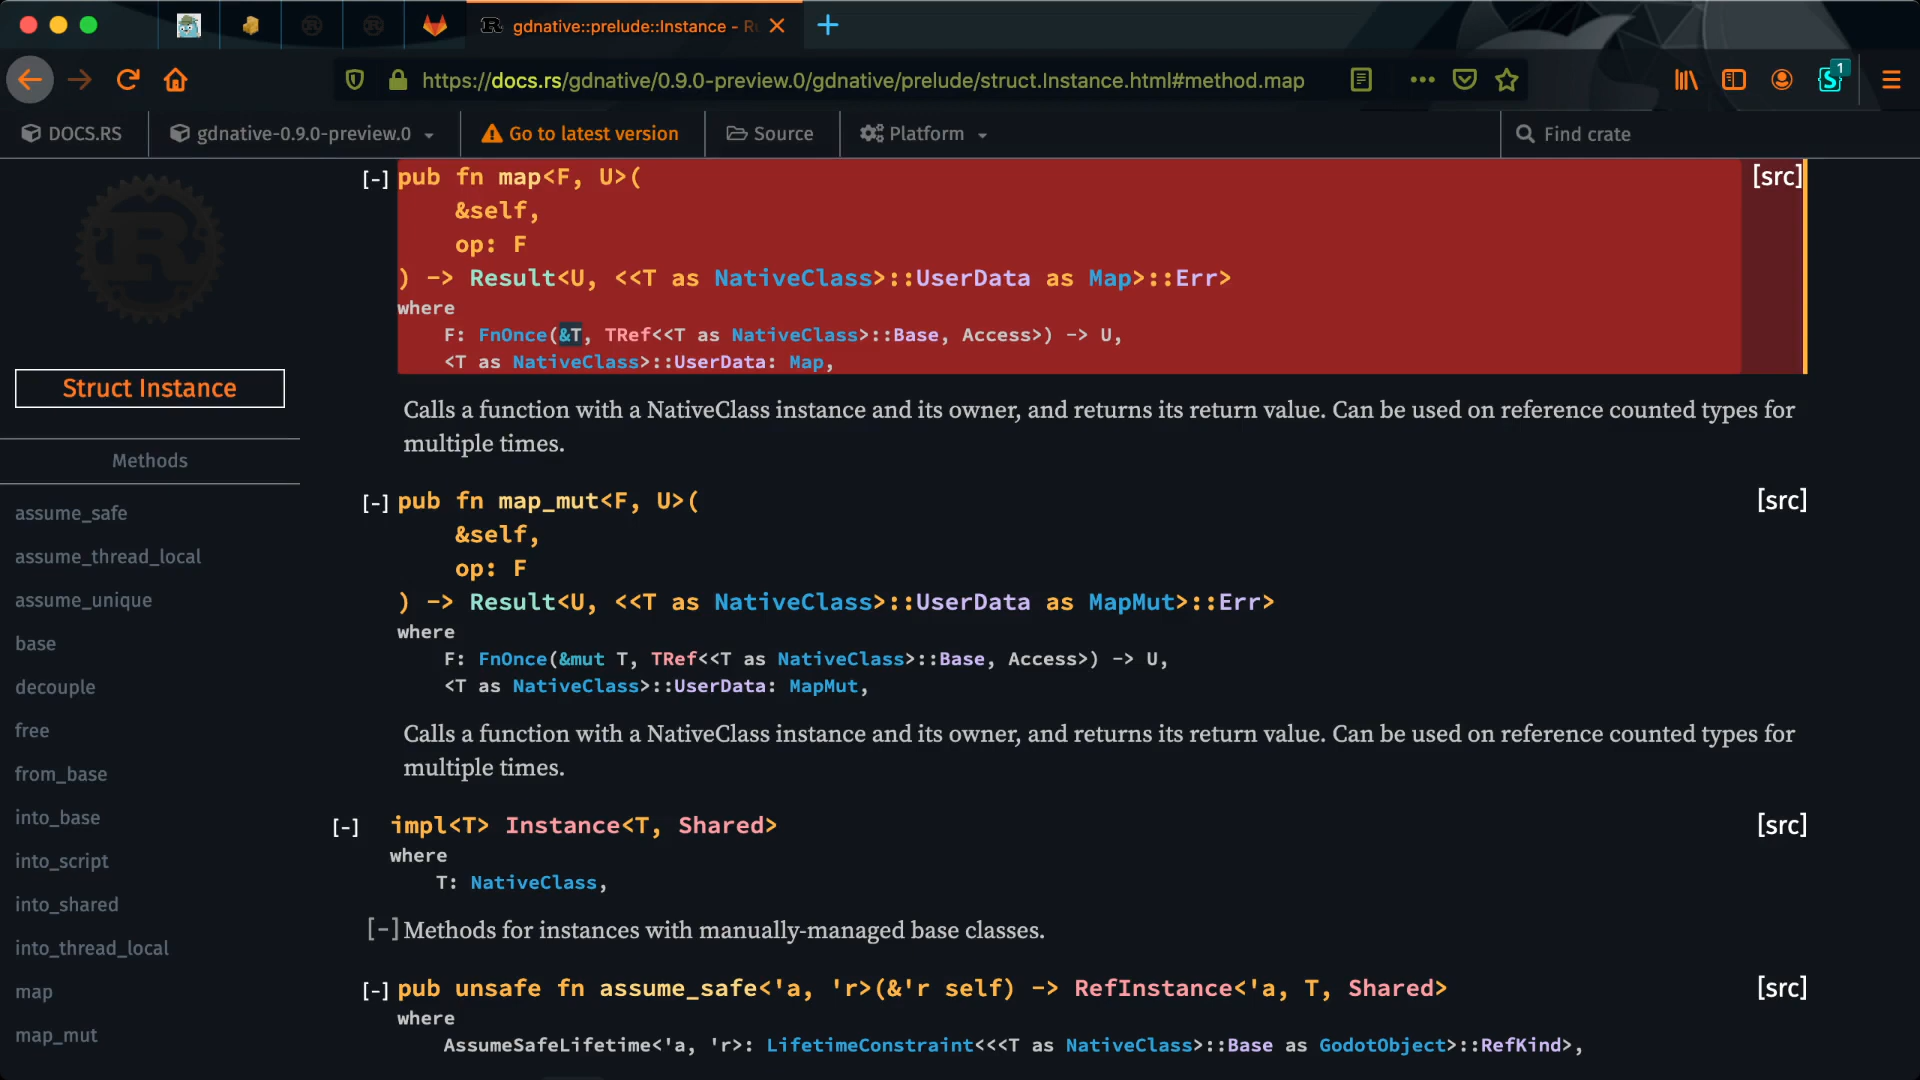 gdnative::prelude::Instance - R
https://docs.rs/gdnative/0.9.0-preview.0/gdnative/prelude/struct.Instance.html#method.map
1
DOCS.RS
gdnative-0.9.0-preview.0
Go to latest version
Source
Platform
Find crate
Struct Instance
Methods
assume_safe
assume_thread_local
assume_unique
base
decouple
free
from_base
into_base
into_script
into_shared
into_thread_local
map
map_mut
[-] pub fn map<F, U>( [src]
&self,
op: F
) -> Result<U, <<T as NativeClass>::UserData as Map>::Err>
where
F: FnOnce(&T, TRef<<T as NativeClass>::Base, Access>) -> U,
<T as NativeClass>::UserData: Map,
Calls a function with a NativeClass instance and its owner, and returns its return value. Can be used on reference counted types for
multiple times.
[-] pub fn map_mut<F, U>( [src]
&self,
op: F
) -> Result<U, <<T as NativeClass>::UserData as MapMut>::Err>
where
F: FnOnce(&mut T, TRef<<T as NativeClass>::Base, Access>) -> U,
<T as NativeClass>::UserData: MapMut,
Calls a function with a NativeClass instance and its owner, and returns its return value. Can be used on reference counted types for
multiple times.
[-] impl<T> Instance<T, Shared> [src]
where
T: NativeClass,
[-] Methods for instances with manually-managed base classes.
[-] pub unsafe fn assume_safe<'a, 'r>(&'r self) -> RefInstance<'a, T, Shared> [src]
where
AssumeSafeLifetime<'a, 'r>: LifetimeConstraint<<<T as NativeClass>::Base as GodotObject>::RefKind>,